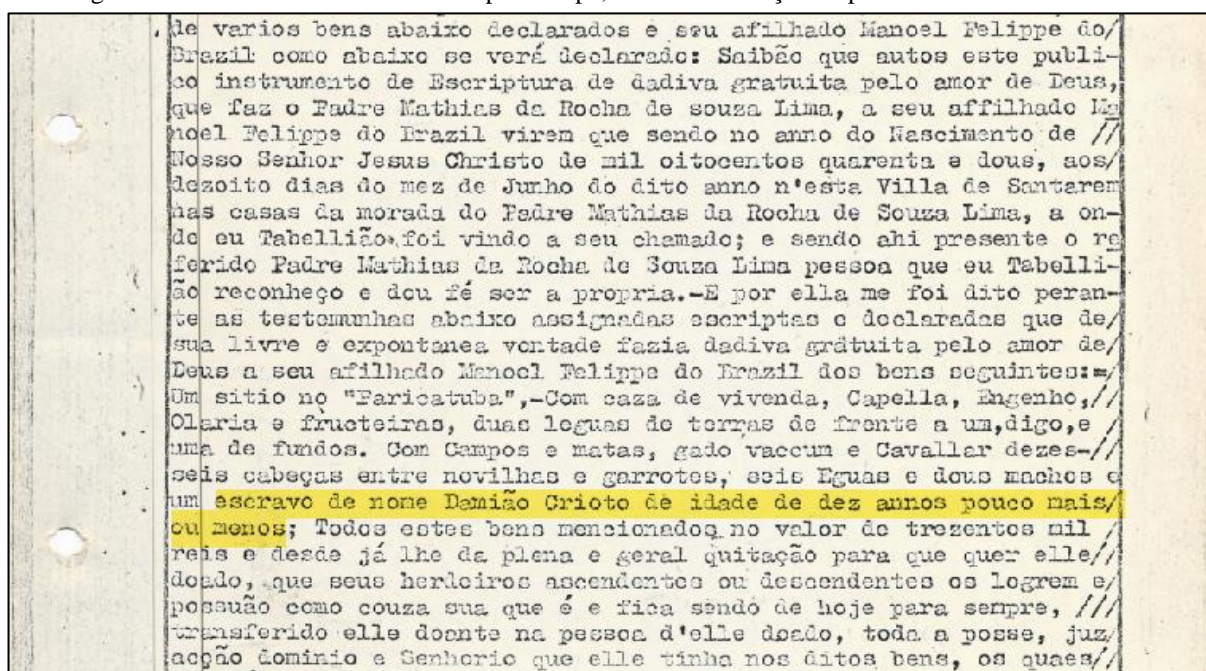 de varios bens abaixo declarados e seu afilhado Manoel Felippe do/
Brazil como abaixo se verá declarado: Saibão que autos este publi-
co instrumento de Escriptura de dadiva gratuita pelo amor de Deus,
que faz o Padre Mathias da Rocha de souza Lima, a seu affilhado Ma
noel Felippe do Brazil virem que sendo no anno do Nascimento de //
Nosso Senhor Jesus Christo de mil oitocentos quarenta e dous, aos/
dezoito dias do mez de Junho do dito anno n'esta Villa de Santarem
nas casas da morada do Padre Mathias da Rocha de Souza Lima, a on-
de eu Tabellião foi vindo a seu chamado; e sendo ahi presente o re
ferido Padre Mathias da Rocha de Souza Lima pessoa que eu Tabelli-
ão reconheço e dou fé ser a propria.-E por ella me foi dito peran-
te as testemunhas abaixo assignadas escriptas e declaradas que de/
sua livre e expontanea vontade fazia dadiva gratuita pelo amor de/
Deus a seu afilhado Manoel Felippe do Brazil dos bens seguintes:=/
Um sitio no "Paricatuba",-Com caza de vivenda, Capella, Engenho,//
Olaria e fructeiras, duas leguas de terras de frente a um,digo,e /
uma de fundos. Com Campos e matas, gado vaccum e Cavallar dezes-//
seis cabeças entre novilhas e garrotes, seis Eguas e dous machos e
um escravo de nome Damião Crioto de idade de dez annos pouco mais/
ou menos; Todos estes bens mencionados no valor de trezentos mil /
reis e desde já lhe da plena e geral quitação para que quer elle//
doado, que seus herdeiros ascendentes ou descendentes os logrem e/
possuão como couza sua que é e fica sendo de hoje para sempre, ///
transferido elle doante na pessoa d'elle doado, toda a posse, juz/
acção dominio e Senhorio que elle tinha nos ditos bens, os quaes//